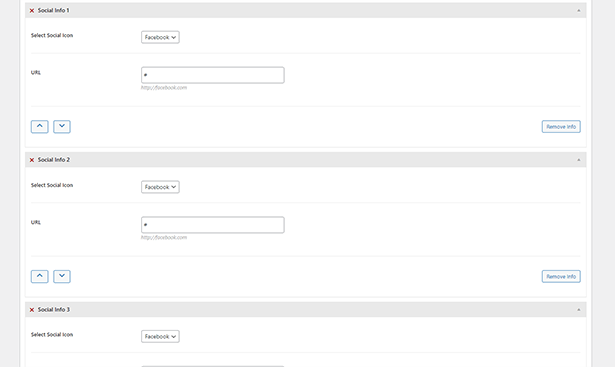 Social Info 1
Select Social Icon
Facebook
URL
#
http://facebook.com
Remove Info
Social Info 2
Select Social Icon
Facebook
URL
#
http://facebook.com
Remove Info
Social Info 3
Select Social Icon
Facebook